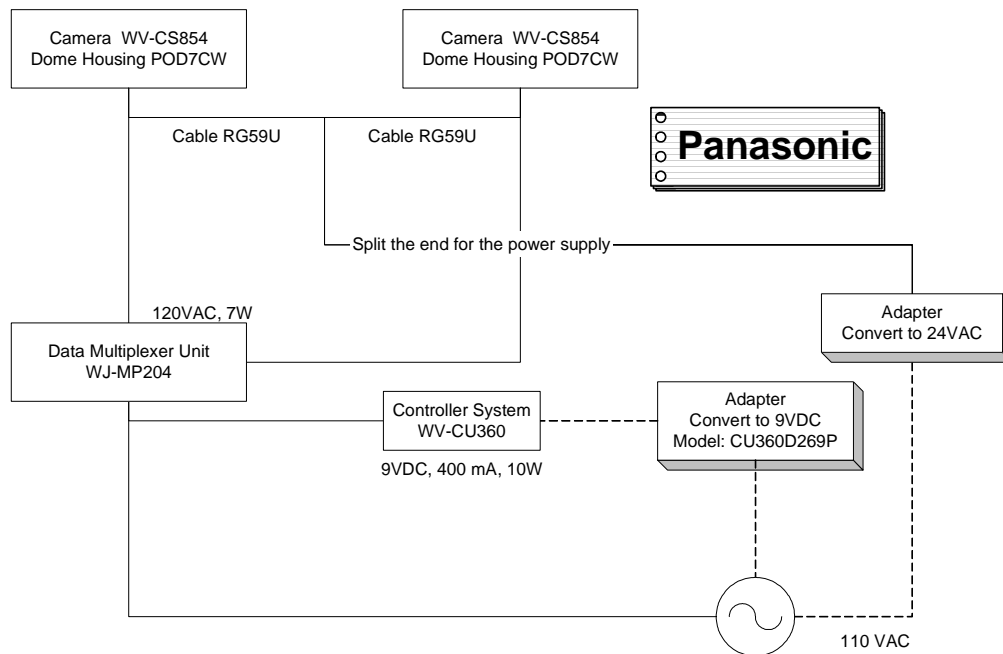 Camera WV-CS854
Dome Housing POD7CW
Camera WV-CS854
Dome Housing POD7CW
Cable RG59U
Cable RG59U
Panasonic
Split the end for the power supply
120VAC, 7W
Adapter
Convert to 24VAC
Data Multiplexer Unit
WJ-MP204
Controller System
WV-CU360
Adapter
Convert to 9VDC
Model: CU360D269P
9VDC, 400 mA, 10W
110 VAC